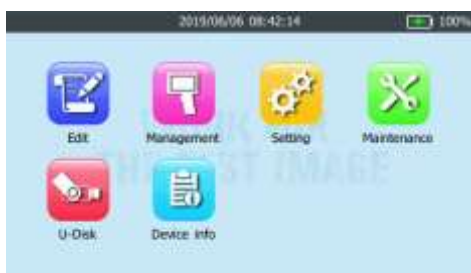 2019/06/06 08:42:14 100%
Edit Management Setting Maintenance
U-Disk Device info